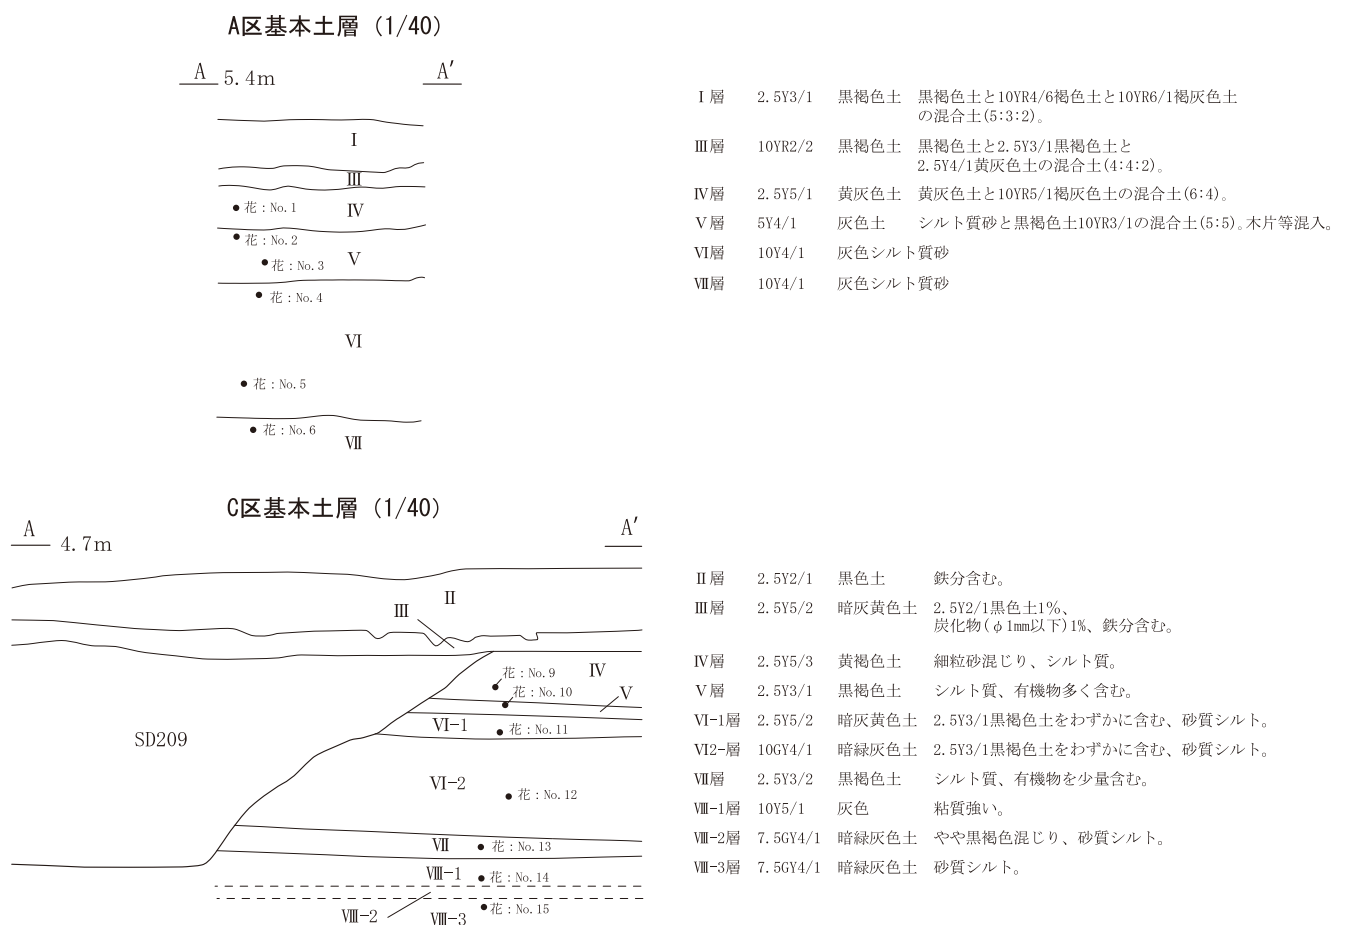 A区基本土層 (1/40)
A 5.4m A′
Ⅰ
Ⅲ
Ⅳ
花:No.1
花:No.2
花:No.3
Ⅴ
花:No.4
Ⅵ
花:No.5
花:No.6
Ⅶ
Ⅰ層 2.5Y3/1 黒褐色土 黒褐色土と10YR4/6褐色土と10YR6/1褐灰色土
の混合土(5:3:2)。
Ⅲ層 10YR2/2 黒褐色土 黒褐色土と2.5Y3/1黒褐色土と
2.5Y4/1黄灰色土の混合土(4:4:2)。
Ⅳ層 2.5Y5/1 黄灰色土 黄灰色土と10YR5/1褐灰色土の混合土(6:4)。
Ⅴ層 5Y4/1 灰色土 シルト質砂と黒褐色土10YR3/1の混合土(5:5)。木片等混入。
Ⅵ層 10Y4/1 灰色シルト質砂
Ⅶ層 10Y4/1 灰色シルト質砂
C区基本土層 (1/40)
A 4.7m A′
Ⅱ
Ⅲ
花:No.9
Ⅳ
花:No.10
Ⅴ
Ⅵ-1
花:No.11
SD209
Ⅵ-2
花:No.12
Ⅶ
花:No.13
Ⅷ-1
花:No.14
Ⅷ-2
Ⅷ-3
花:No.15
Ⅱ層 2.5Y2/1 黒色土 鉄分含む。
Ⅲ層 2.5Y5/2 暗灰黄色土 2.5Y2/1黒色土1%、
炭化物(φ1mm以下)1%、鉄分含む。
Ⅳ層 2.5Y5/3 黄褐色土 細粒砂混じり、シルト質。
Ⅴ層 2.5Y3/1 黒褐色土 シルト質、有機物多く含む。
Ⅵ-1層 2.5Y5/2 暗灰黄色土 2.5Y3/1黒褐色土をわずかに含む、砂質シルト。
Ⅵ2-層 10GY4/1 暗緑灰色土 2.5Y3/1黒褐色土をわずかに含む、砂質シルト。
Ⅶ層 2.5Y3/2 黒褐色土 シルト質、有機物を少量含む。
Ⅷ-1層 10Y5/1 灰色 粘質強い。
Ⅷ-2層 7.5GY4/1 暗緑灰色土 やや黒褐色混じり、砂質シルト。
Ⅷ-3層 7.5GY4/1 暗緑灰色土 砂質シルト。